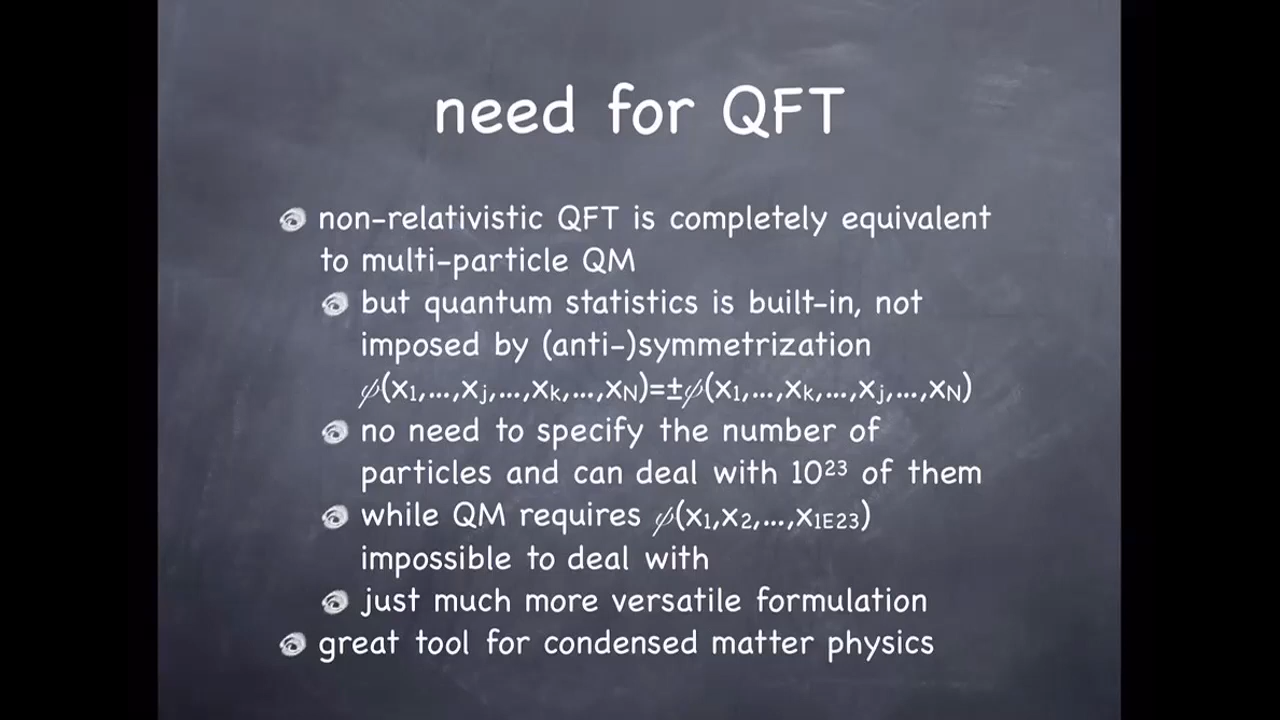 need for QFT
non-relativistic QFT is completely equivalent
to multi-particle QM
but quantum statistics is built-in, not
imposed by (anti-)symmetrization
𝜓(x₁,...,xⱼ,...,xₖ,...,x_N)=±𝜓(x₁,...,xₖ,...,xⱼ,...,x_N)
no need to specify the number of
particles and can deal with 10²³ of them
while QM requires 𝜓(x₁,x₂,...,x_1E23)
impossible to deal with
just much more versatile formulation
great tool for condensed matter physics